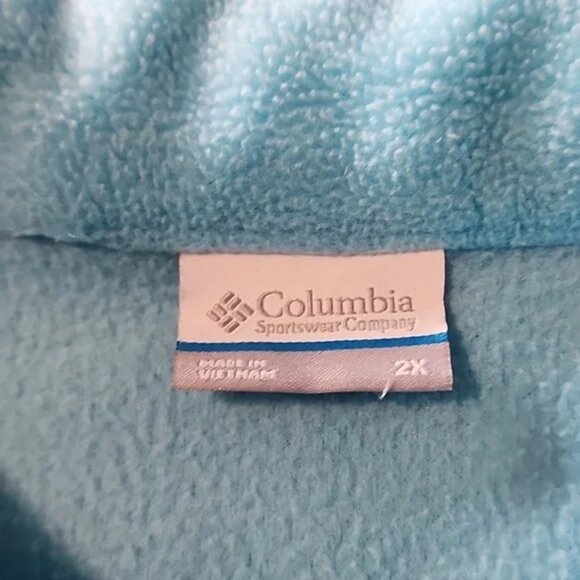 Columbia
Sportswear Company
MADE IN
VIETNAM
2X